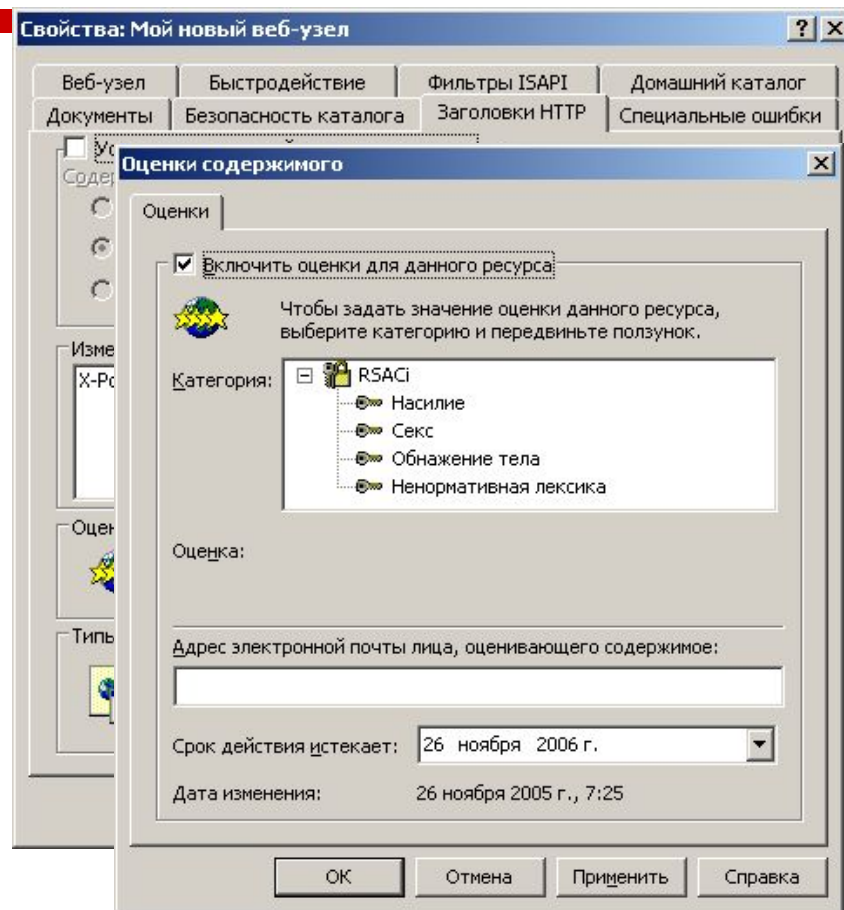 Свойства: Мой новый веб-узел
Веб-узел
Быстродействие
Фильтры ISAPI
Домашний каталог
Документы
Безопасность каталога
Заголовки HTTP
Специальные ошибки
Оценки содержимого
Оценки
Включить оценки для данного ресурса
Чтобы задать значение оценки данного ресурса,
выберите категорию и передвиньте ползунок.
Категория:
RSACi
Насилие
Секс
Обнажение тела
Ненормативная лексика
Оценка:
Адрес электронной почты лица, оценивающего содержимое:
Срок действия истекает:
26 ноября 2006 г.
Дата изменения:
26 ноября 2005 г., 7:25
ОК
Отмена
Применить
Справка